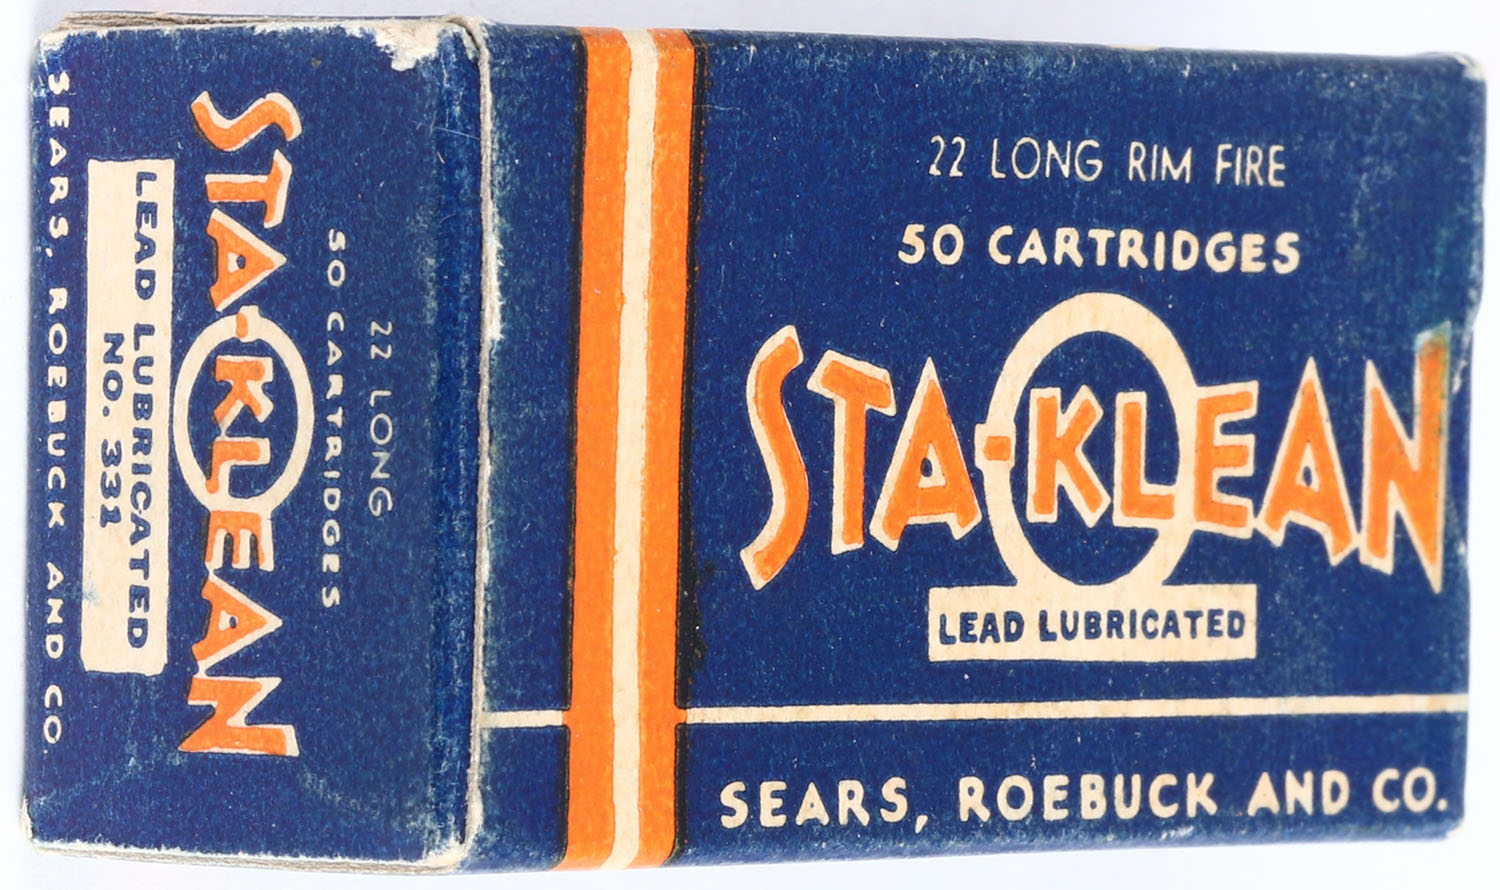 22 LONG RIM FIRE
50 CARTRIDGES
STA-KLEAN
LEAD LUBRICATED
SEARS, ROEBUCK AND CO.
22 LONG
50 CARTRIDGES
STA-KLEAN
LEAD LUBRICATED
NO. 331
SEARS, ROEBUCK AND CO.